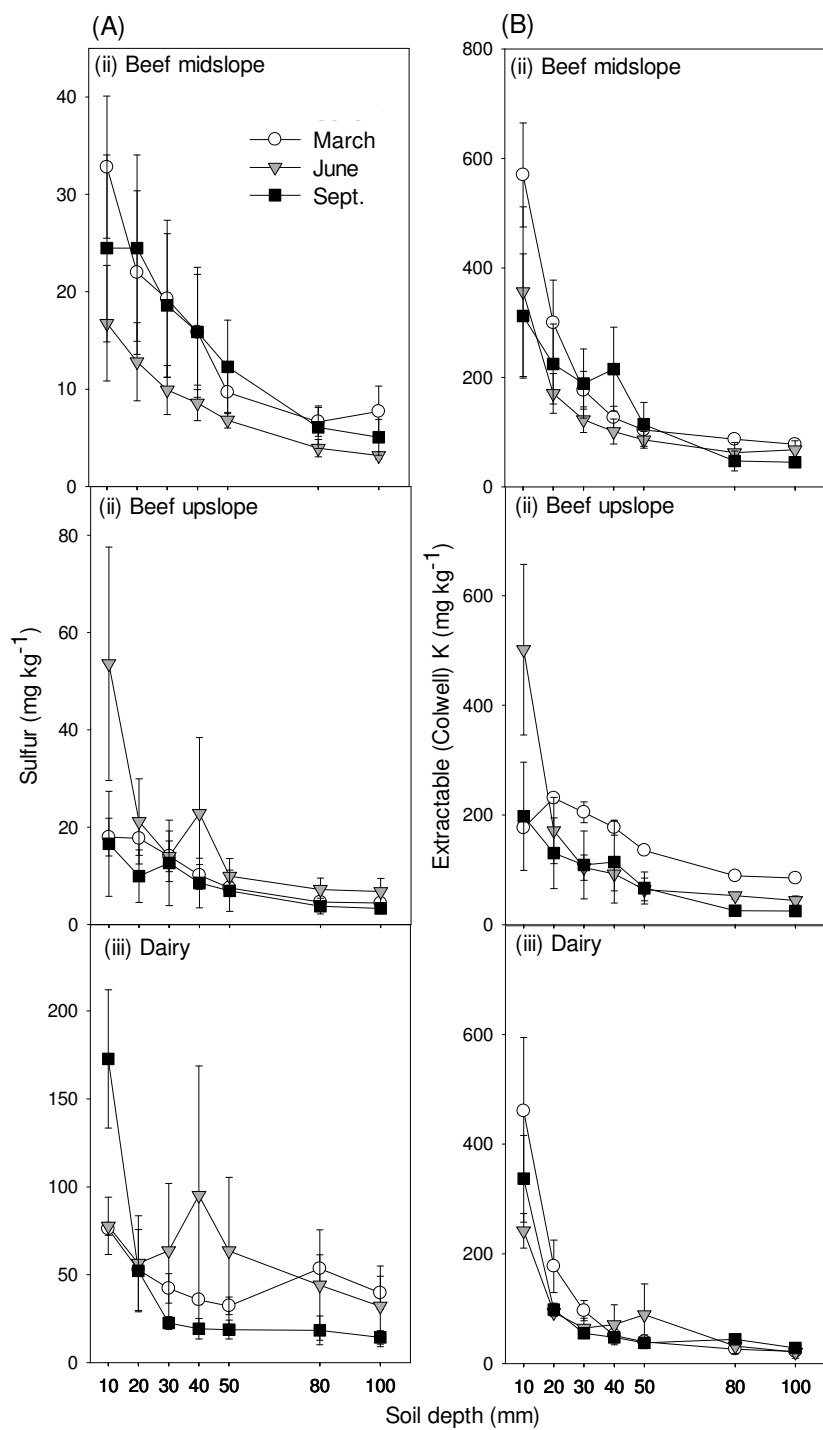 (A)
(ii) Beef midslope
40
30
20
10
0
March
June
Sept.
(ii) Beef upslope
80
60
40
20
0
Sulfur (mg kg-1)
(iii) Dairy
200
150
100
50
0
10 20 30 40 50 80 100
(B)
(ii) Beef midslope
800
600
400
200
0
(ii) Beef upslope
600
400
200
0
Extractable (Colwell) K (mg kg-1)
(iii) Dairy
600
400
200
0
10 20 30 40 50 80 100
Soil depth (mm)